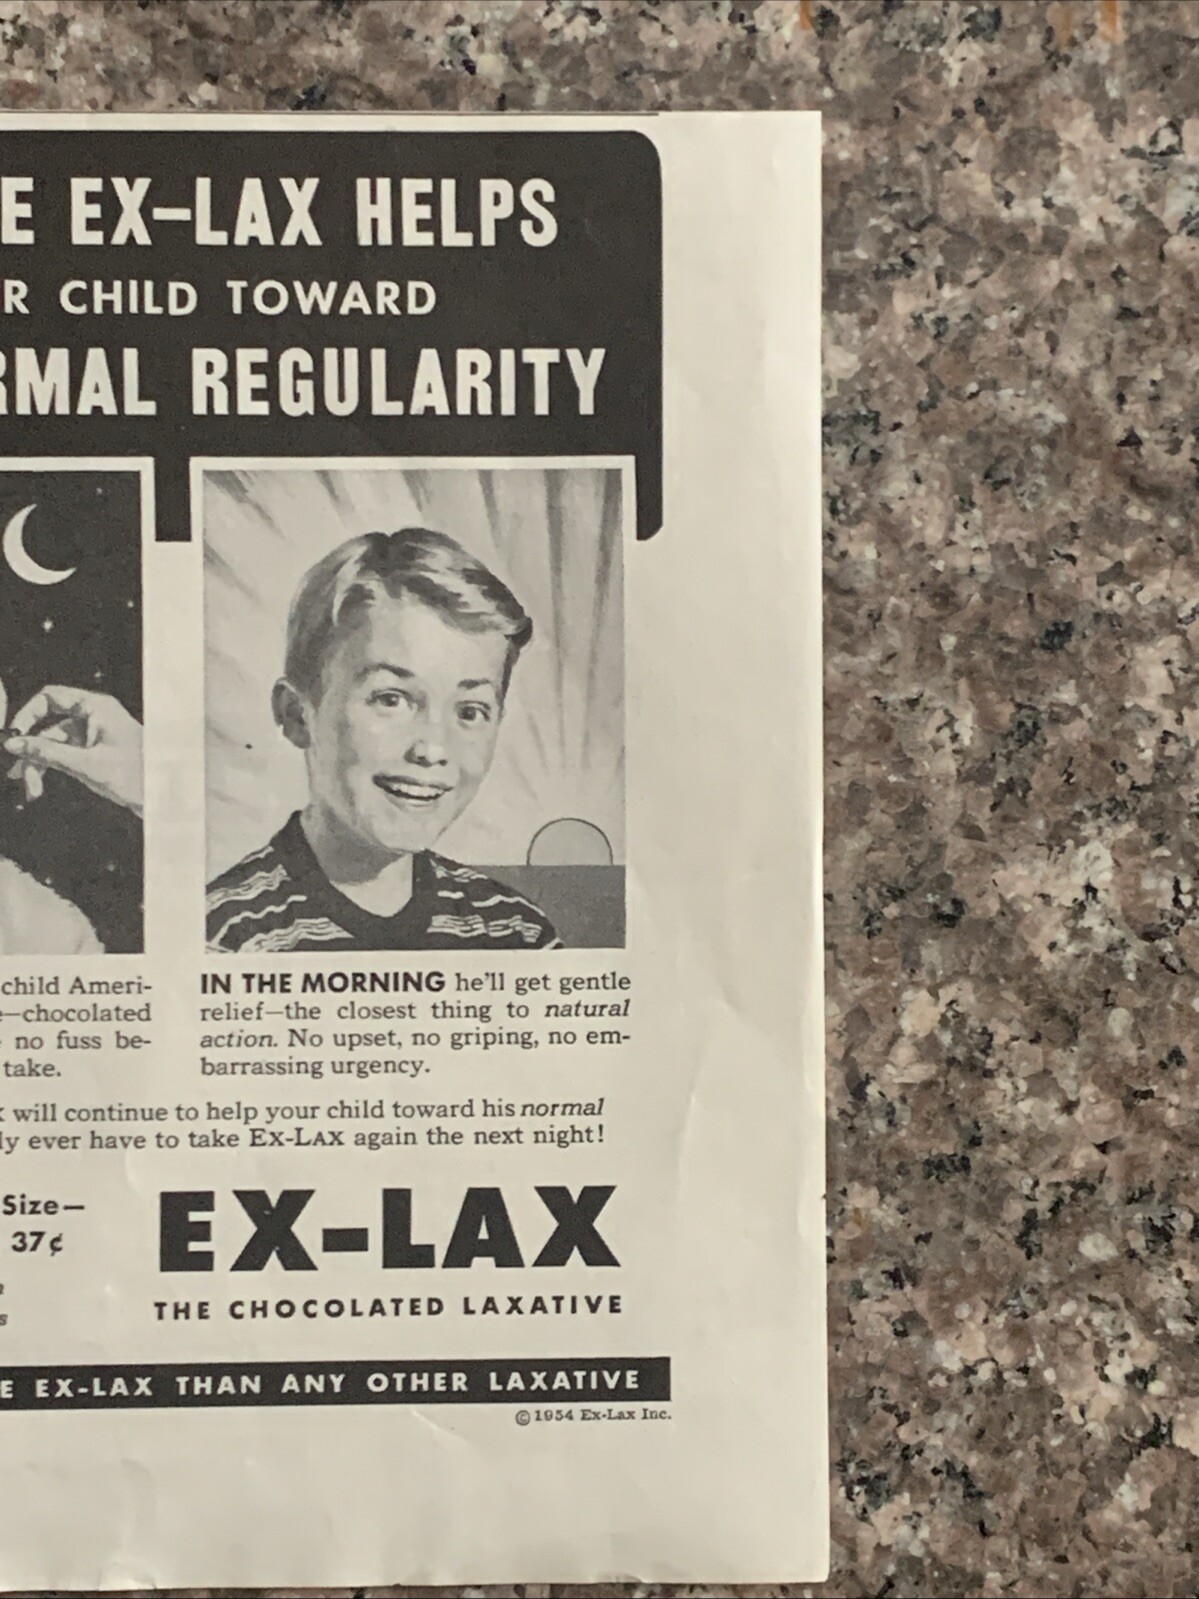 E EX-LAX HELPS
R CHILD TOWARD
RMAL REGULARITY
child Ameri-
—chocolated
no fuss be-
take.
IN THE MORNING he'll get gentle
relief—the closest thing to natural
action. No upset, no griping, no em-
barrassing urgency.
will continue to help your child toward his normal
ly ever have to take EX-LAX again the next night!
Size—
37¢
EX-LAX
THE CHOCOLATED LAXATIVE
E EX-LAX THAN ANY OTHER LAXATIVE
© 1954 Ex-Lax Inc.